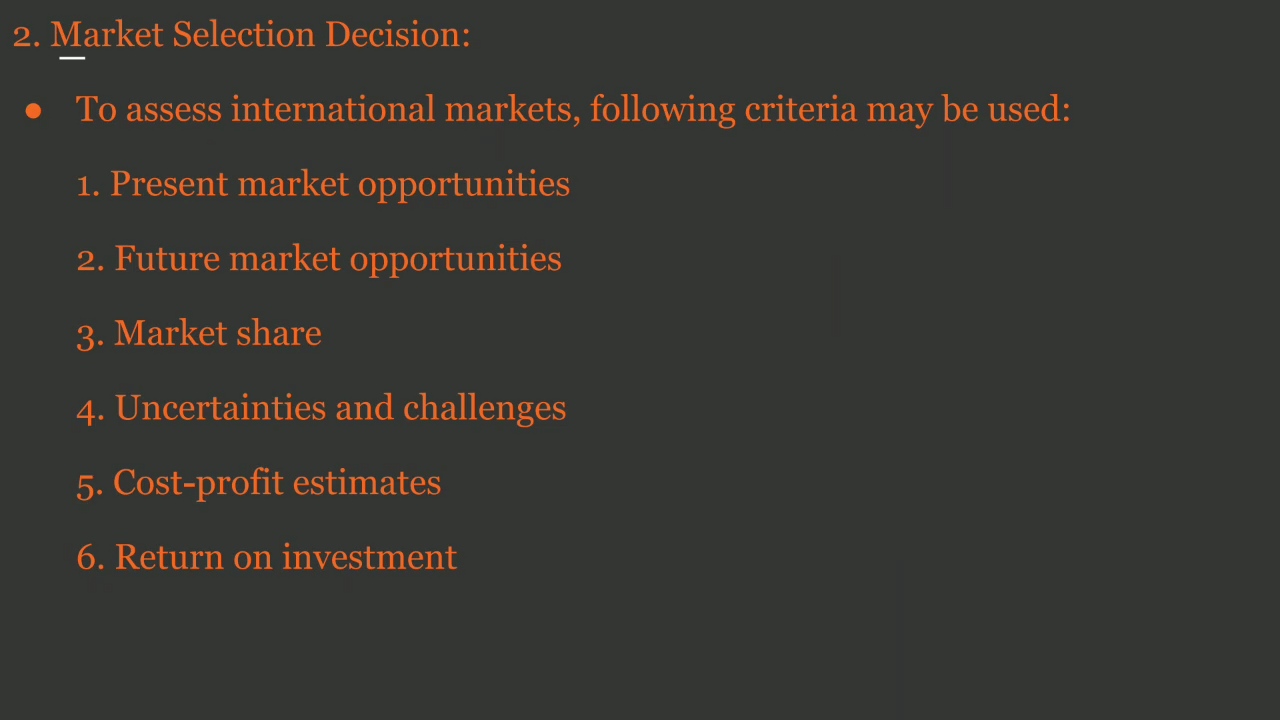 2. Market Selection Decision:
● To assess international markets, following criteria may be used:
1. Present market opportunities
2. Future market opportunities
3. Market share
4. Uncertainties and challenges
5. Cost-profit estimates
6. Return on investment